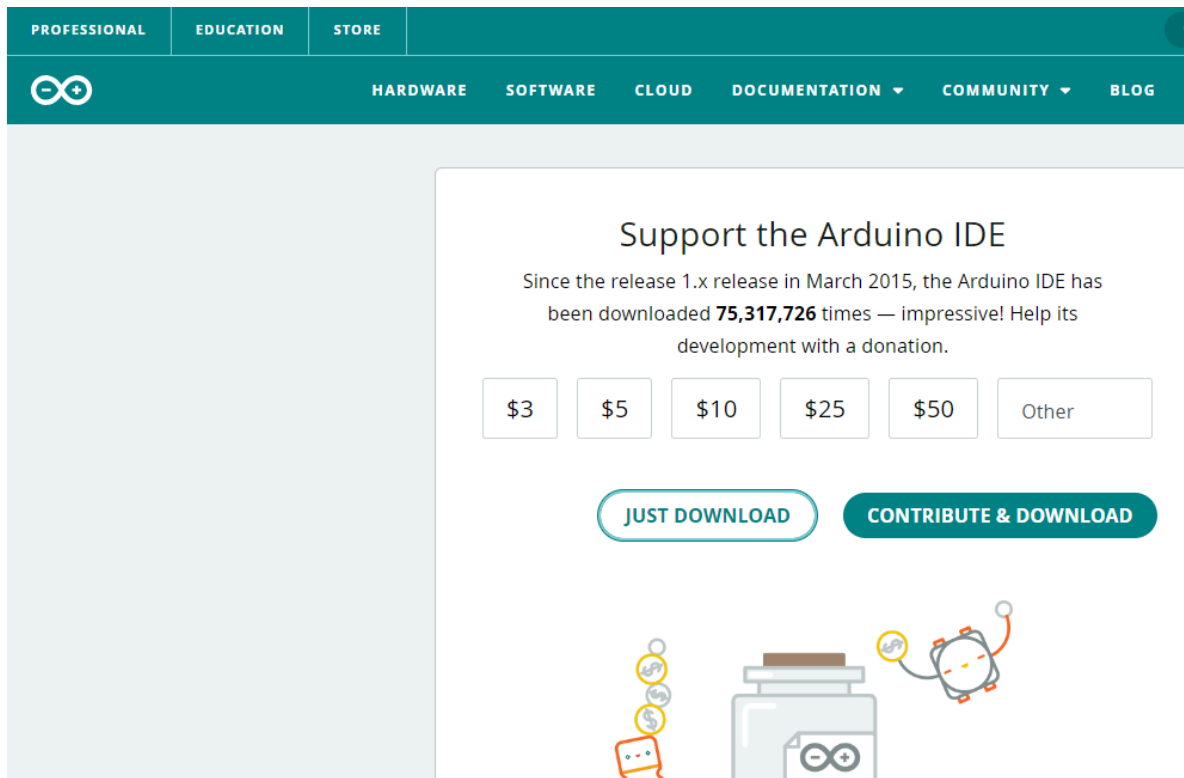 PROFESSIONAL EDUCATION STORE
HARDWARE SOFTWARE CLOUD DOCUMENTATION COMMUNITY BLOG
Support the Arduino IDE
Since the release 1.x release in March 2015, the Arduino IDE has
been downloaded 75,317,726 times — impressive! Help its
development with a donation.
$3 $5 $10 $25 $50 Other
JUST DOWNLOAD CONTRIBUTE & DOWNLOAD